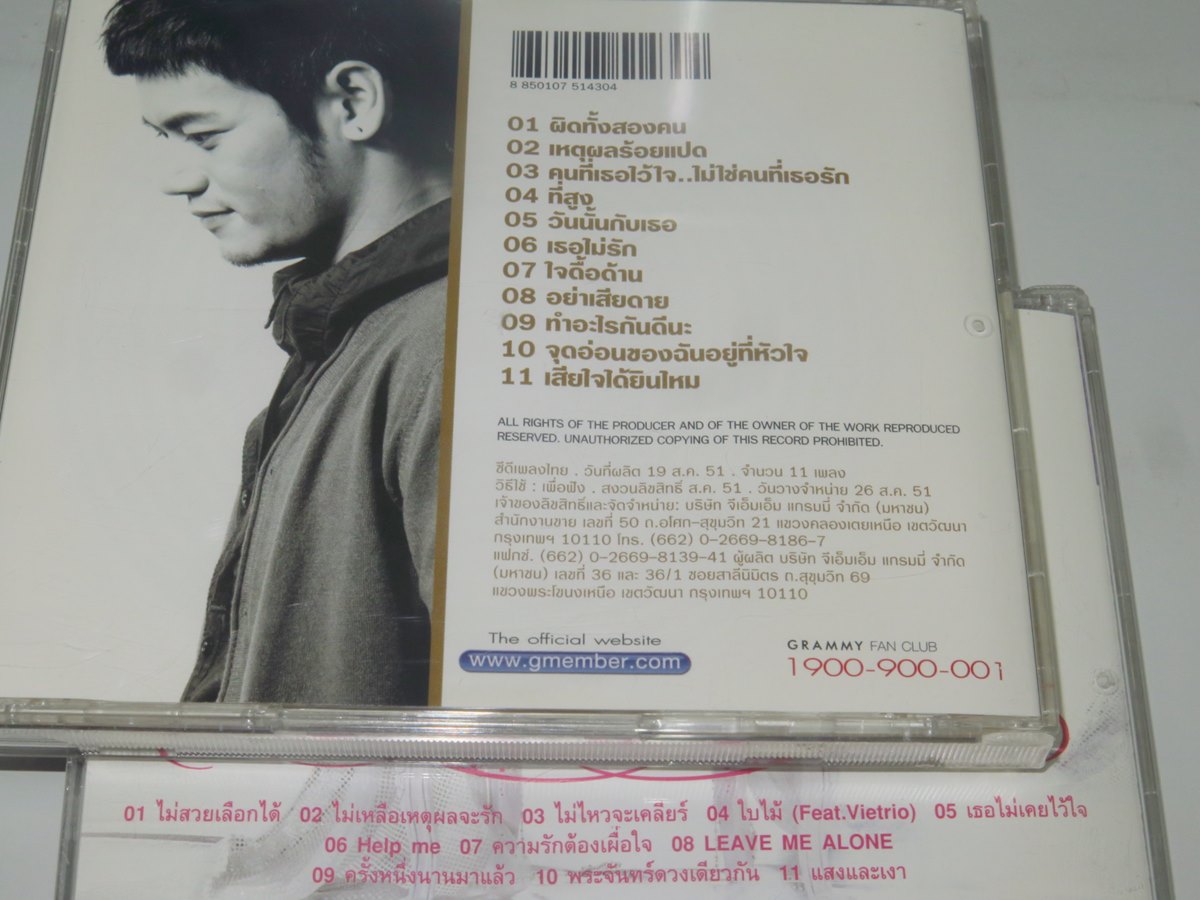 8 850107 514304
01 ผิดทั้งสองคน
02 เหตุผลร้อยแปด
03 คนที่เธอไว้ใจ..ไม่ใช่คนที่เธอรัก
04 ที่สูง
05 วันนั้นกับเธอ
06 เธอไม่รัก
07 ใจดื้อด้าน
08 อย่าเสียดาย
09 ทำอะไรกันดีนะ
10 จุดอ่อนของฉันอยู่ที่หัวใจ
11 เสียใจได้ยินไหม
ALL RIGHTS OF THE PRODUCER AND OF THE OWNER OF THE WORK REPRODUCED
RESERVED. UNAUTHORIZED COPYING OF THIS RECORD PROHIBITED.
ซีดีเพลงไทย . วันที่ผลิต 19 ส.ค. 51 . จำนวน 11 เพลง
วิธีใช้ : เพื่อฟัง . สงวนลิขสิทธิ์ ส.ค. 51 . วันวางจำหน่าย 26 ส.ค. 51
เจ้าของลิขสิทธิ์และจัดจำหน่าย: บริษัท จีเอ็มเอ็ม แกรมมี่ จำกัด (มหาชน)
สำนักงานขาย เลขที่ 50 ถ.อโศก-สุขุมวิท 21 แขวงคลองเตยเหนือ เขตวัฒนา
กรุงเทพฯ 10110 โทร. (662) 0-2669-8186-7
แฟกซ์. (662) 0-2669-8139-41 ผู้ผลิต บริษัท จีเอ็มเอ็ม แกรมมี่ จำกัด
(มหาชน) เลขที่ 36 และ 36/1 ซอยสาลีนิมิตร ถ.สุขุมวิท 69
แขวงพระโขนงเหนือ เขตวัฒนา กรุงเทพฯ 10110
The official website
www.gmember.com
GRAMMY FAN CLUB
1900-900-001
01 ไม่สวยเลือกได้ 02 ไม่เหลือเหตุผลจะรัก 03 ไม่ไหวจะเคลียร์ 04 ใบไม้ (Feat.Vietrio) 05 เธอไม่เคยไว้ใจ
06 Help me 07 ความรักต้องเผื่อใจ 08 LEAVE ME ALONE
09 ครั้งหนึ่งนานมาแล้ว 10 พระจันทร์ดวงเดียวกัน 11 แสงและเงา